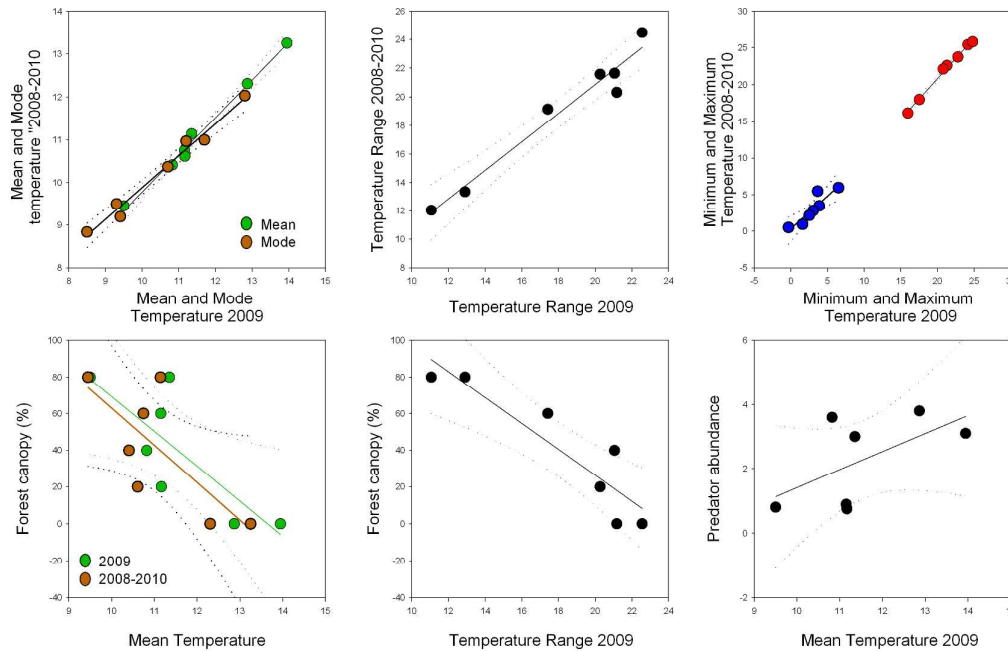 Mean and Mode
temperature "2008-2010
14
13
12
11
10
9
8
8 9 10 11 12 13 14 15
Mean
Mode
Mean and Mode
Temperature 2009
Temperature Range 2008-2010
26
24
22
20
18
16
14
12
10
8
8 10 12 14 16 18 20 22 24
Temperature Range 2009
Minimum and Maximum
Temperature 2008-2010
30
25
20
15
10
5
0
-5
-5 0 5 10 15 20 25 30
Minimum and Maximum
Temperature 2009
Forest canopy (%)
100
80
60
40
20
0
-20
-40
9 10 11 12 13 14 15
2009
2008-2010
Mean Temperature
Forest canopy (%)
100
80
60
40
20
0
-20
-40
8 10 12 14 16 18 20 22 24
Temperature Range 2009
Predator abundance
6
4
2
0
-2
9 10 11 12 13 14 15
Mean Temperature 2009